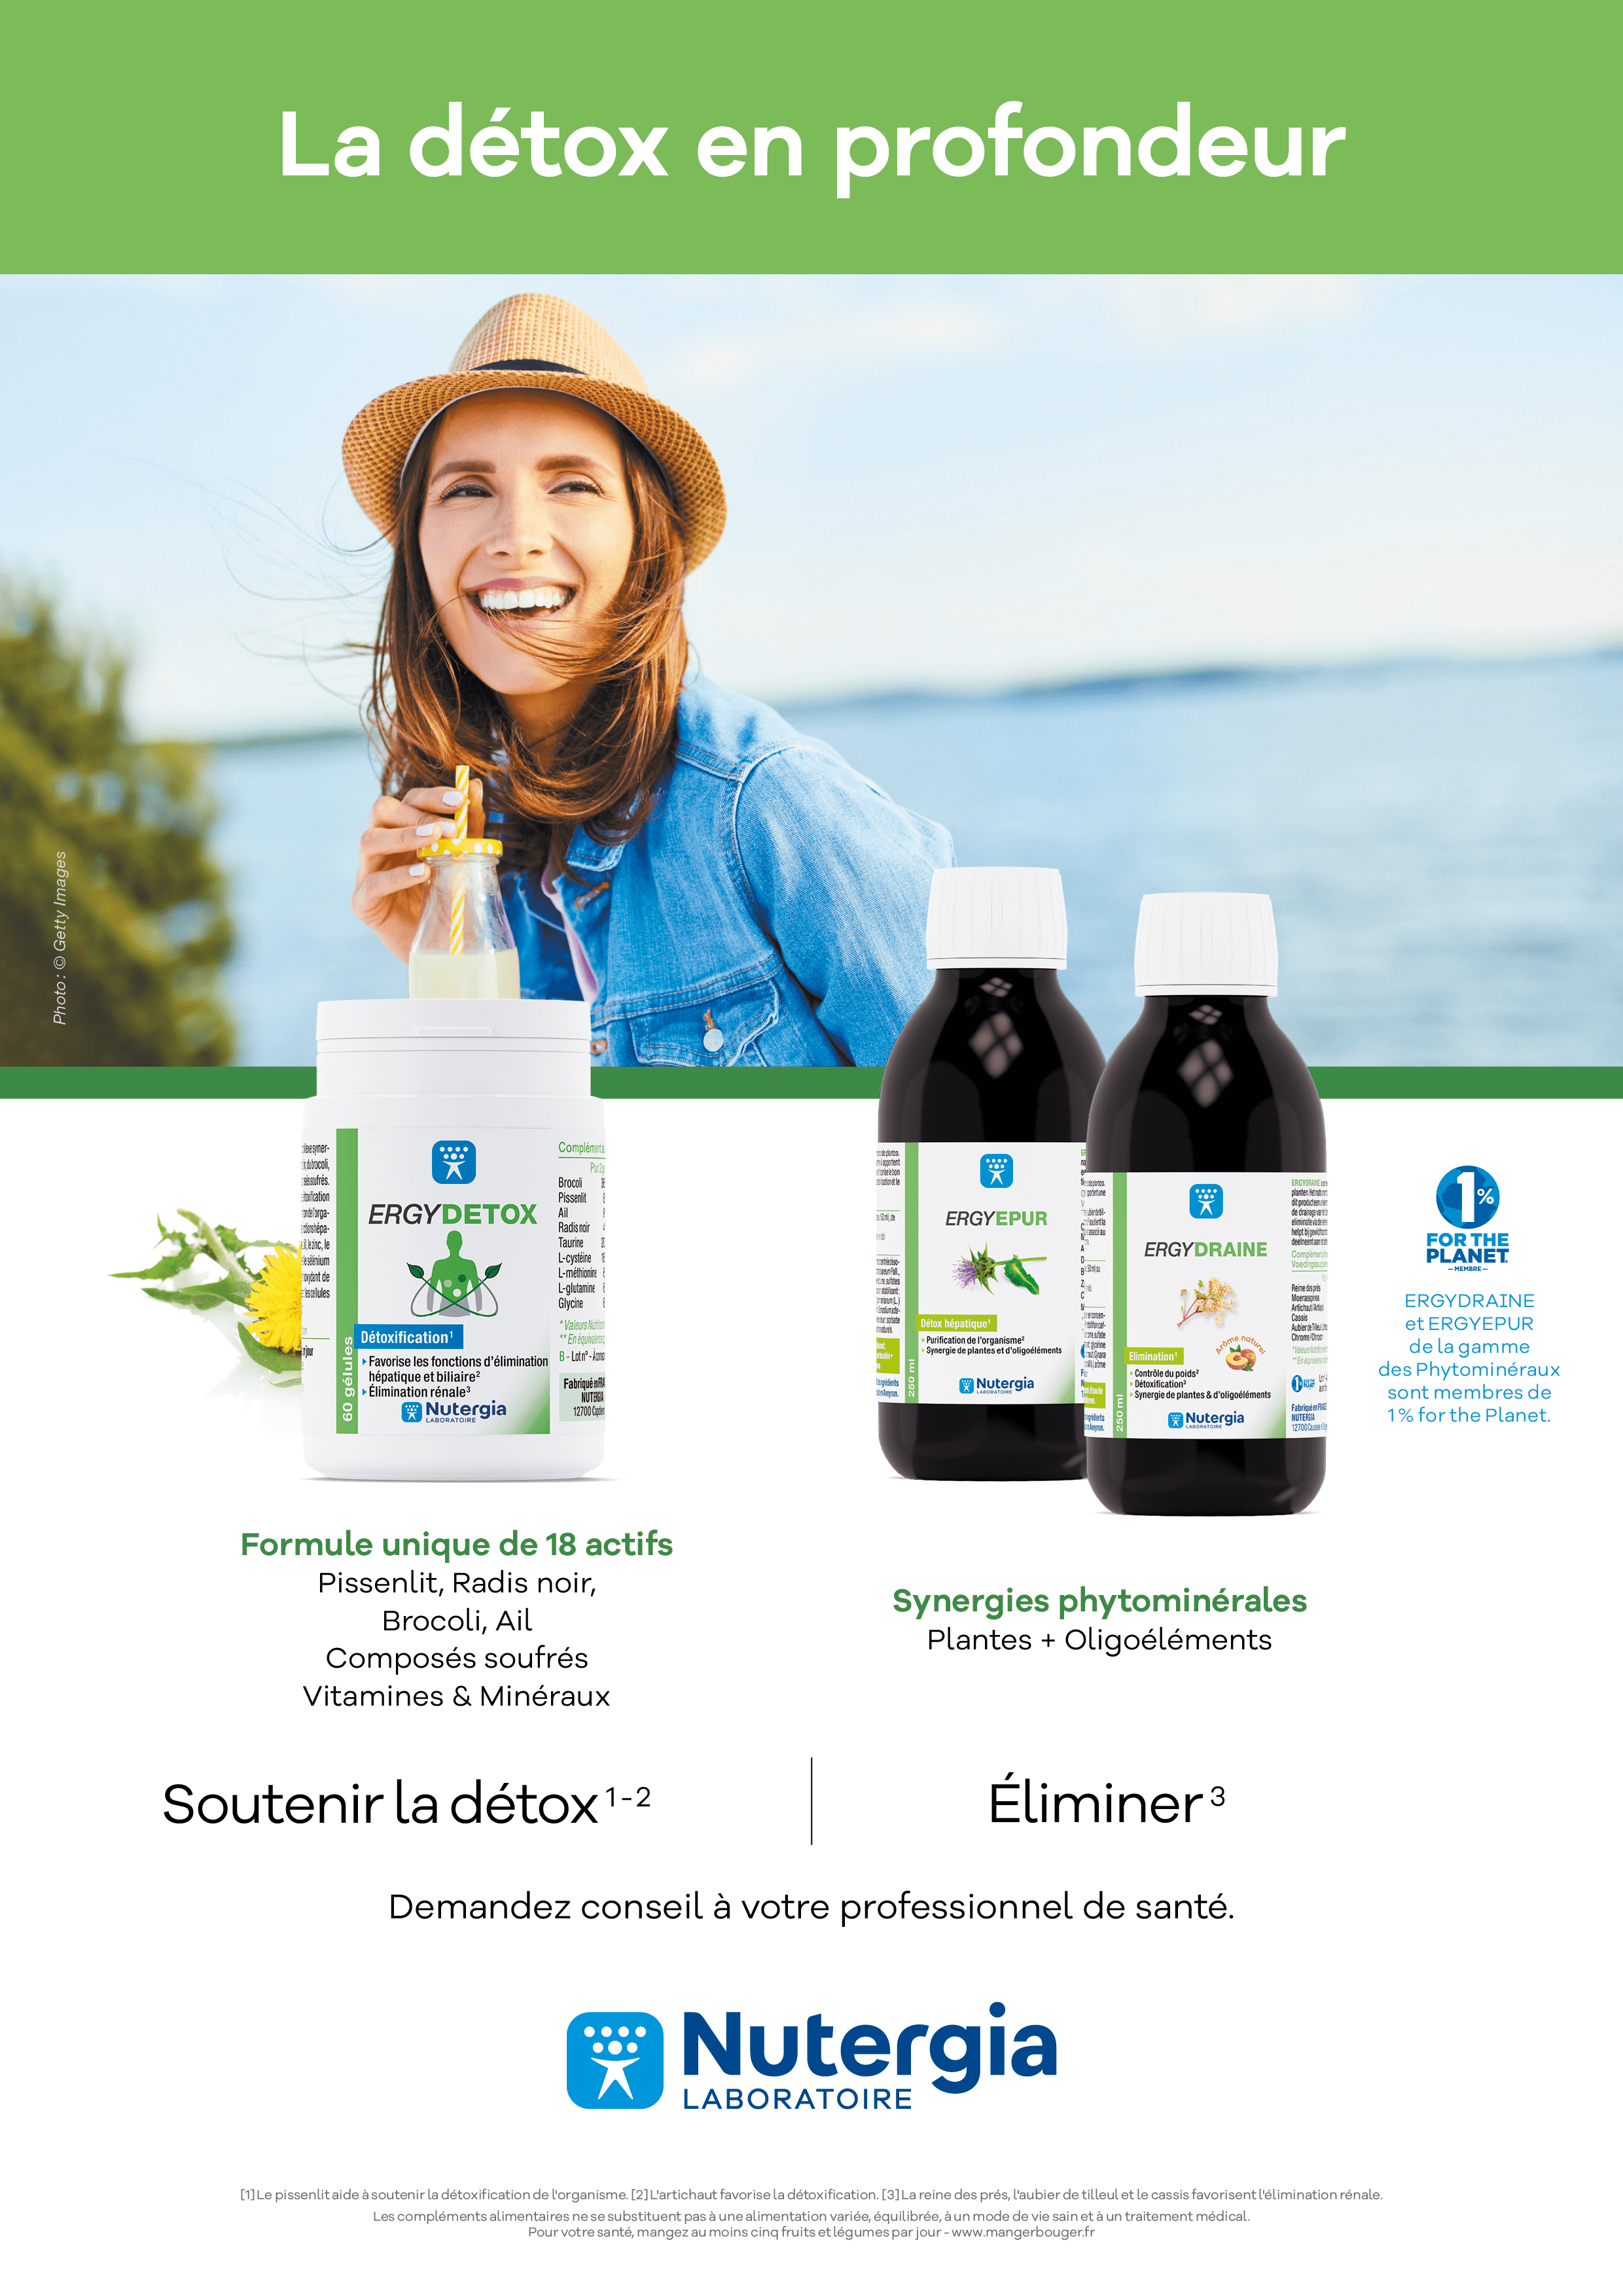 La détox en profondeur
Photo : © Getty Images
ERGYDETOX
Détoxification¹
Favorise les fonctions d'élimination
hépatique et biliaire²
Élimination rénale³
Nutergia
LABORATOIRE
60 gélules
Brocoli
Pissenlit
Ail
Radis noir
Taurine
L-cystéine
L-méthionine
L-glutamine
Glycine
ERGYEPUR
Détox hépatique¹
Purification de l'organisme²
Synergie de plantes et d'oligoéléments
Nutergia
LABORATOIRE
250 ml
ERGYDRAINE
Arôme naturel
Elimination¹
Contrôle du poids²
Détoxification³
Synergie de plantes & d'oligoéléments
Nutergia
LABORATOIRE
250 ml
1%
FOR THE
PLANET
MEMBRE
ERGYDRAINE
et ERGYEPUR
de la gamme
des Phytominéraux
sont membres de
1% for the Planet.
Formule unique de 18 actifs
Pissenlit, Radis noir,
Brocoli, Ail
Composés soufrés
Vitamines & Minéraux
Synergies phytominérales
Plantes + Oligoéléments
Soutenir la détox 1-2
Éliminer 3
Demandez conseil à votre professionnel de santé.
Nutergia
LABORATOIRE
[1] Le pissenlit aide à soutenir la détoxification de l'organisme. [2] L'artichaut favorise la détoxification. [3] La reine des prés, l'aubier de tilleul et le cassis favorisent l'élimination rénale.
Les compléments alimentaires ne se substituent pas à une alimentation variée, équilibrée, à un mode de vie sain et à un traitement médical.
Pour votre santé, mangez au moins cinq fruits et légumes par jour - www.mangerbouger.fr